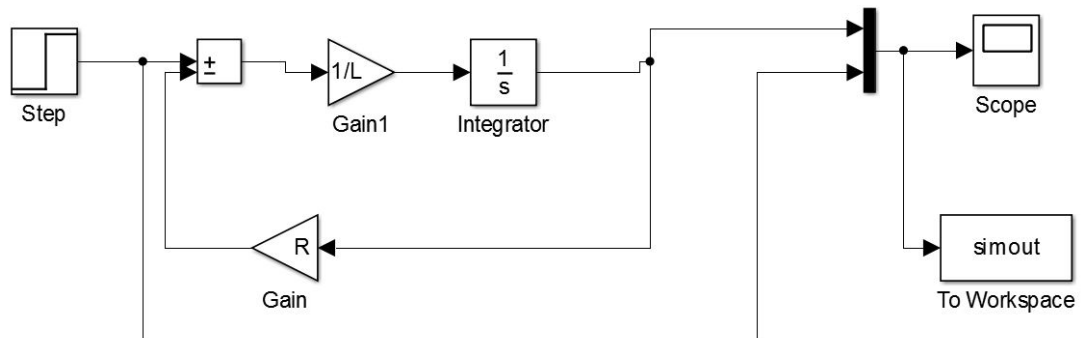 Step
±
1/L
Gain1
1
s
Integrator
Scope
R
Gain
simout
To Workspace